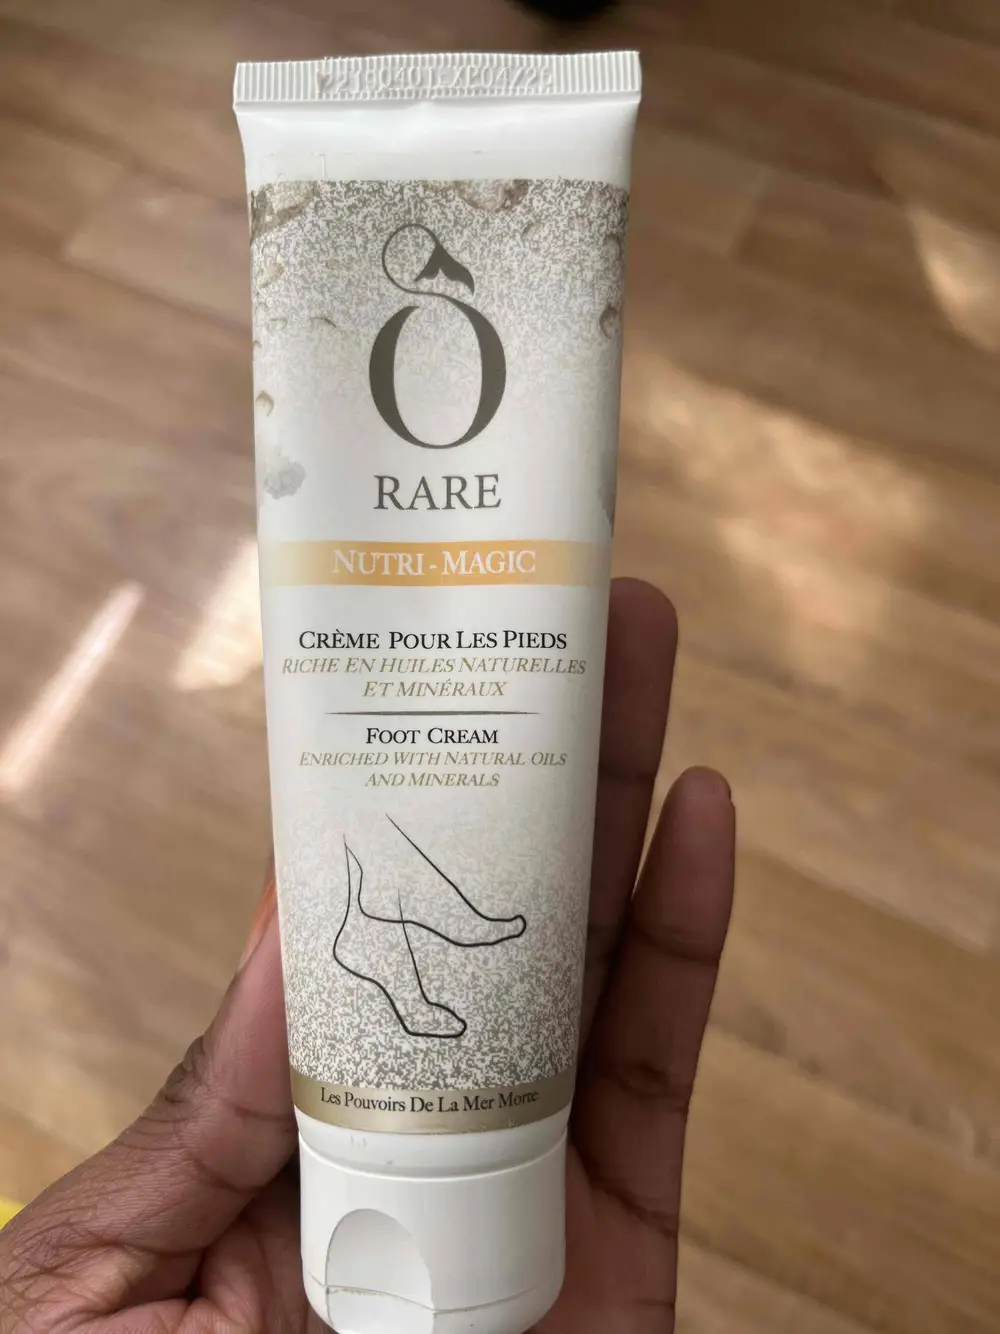 Ô
RARE
NUTRI-MAGIC
CRÈME POUR LES PIEDS
RICHE EN HUILES NATURELLES
ET MINÉRAUX
FOOT CREAM
ENRICHED WITH NATURAL OILS
AND MINERALS
Les Pouvoirs De La Mer Morte